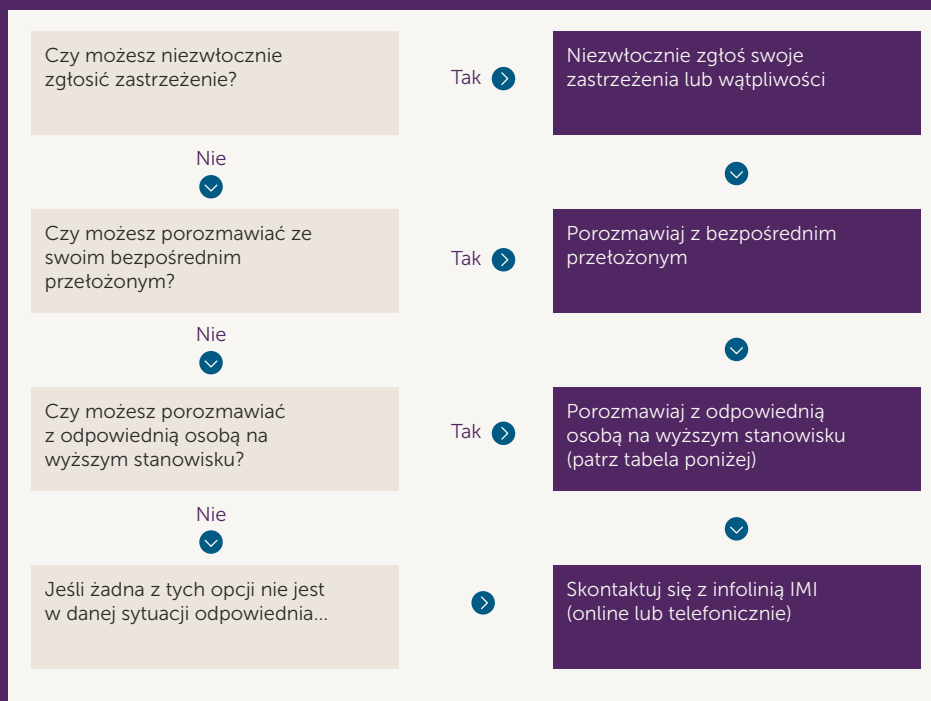 Czy możesz niezwłocznie
zgłosić zastrzeżenie?
Tak
Niezwłocznie zgłoś swoje
zastrzeżenia lub wątpliwości
Nie
Czy możesz porozmawiać ze
swoim bezpośrednim
przełożonym?
Tak
Porozmawiaj z bezpośrednim
przełożonym
Nie
Czy możesz porozmawiać
z odpowiednią osobą na
wyższym stanowisku?
Tak
Porozmawiaj z odpowiednią
osobą na wyższym stanowisku
(patrz tabela poniżej)
Nie
Jeśli żadna z tych opcji nie jest
w danej sytuacji odpowiednia...
Skontaktuj się z infolinią IMI
(online lub telefonicznie)